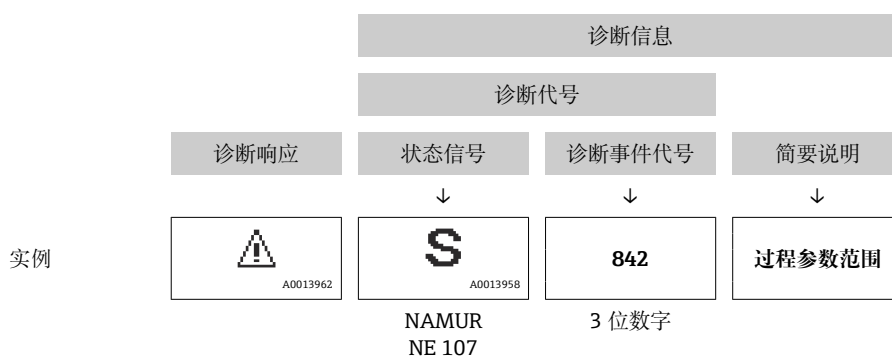 诊断信息
诊断代号
诊断响应 状态信号 诊断事件代号 简要说明
↓ ↓ ↓
实例 S 842 过程参数范围
A0013962 A0013958
NAMUR 3 位数字
NE 107